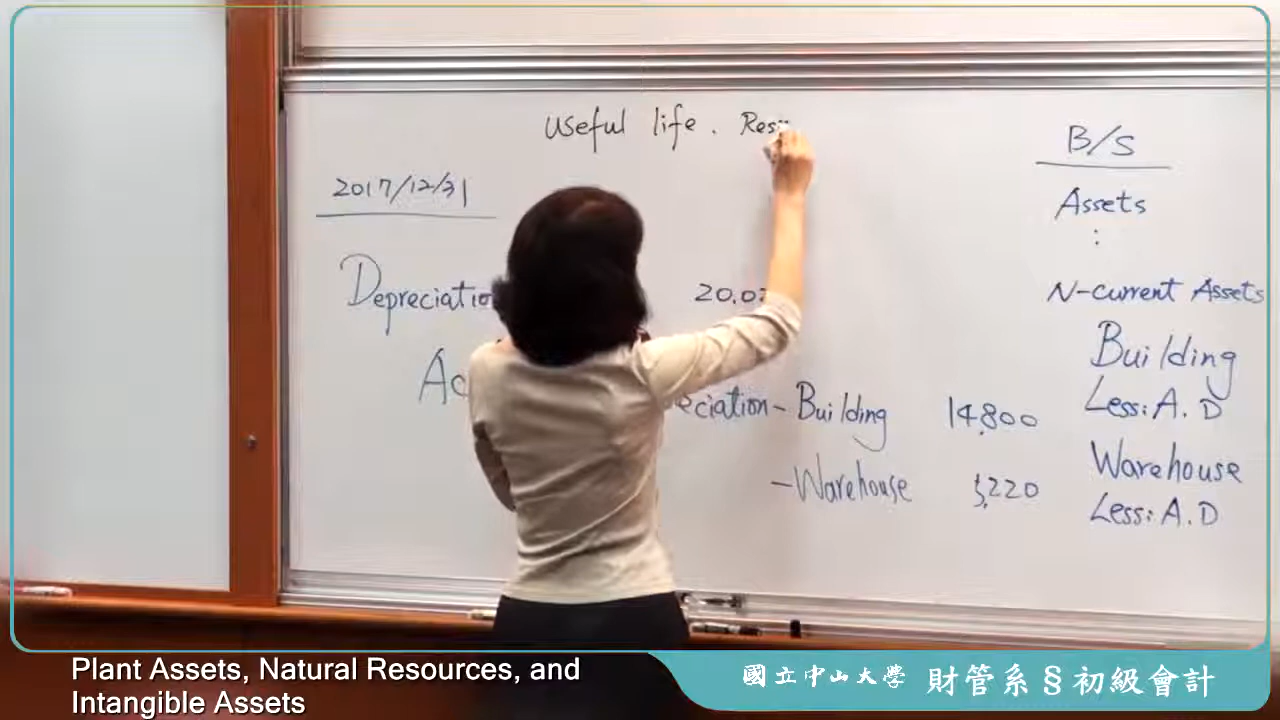 Useful life. Res
2017/12/31
Depreciation
20,0
Ac
eciation - Building 14,800
- Warehouse 5,220
B/S
Assets
:
N-current Assets
Building
Less: A.D
Warehouse
Less: A.D
Plant Assets, Natural Resources, and
Intangible Assets
國立中山大學 財管系§初級會計